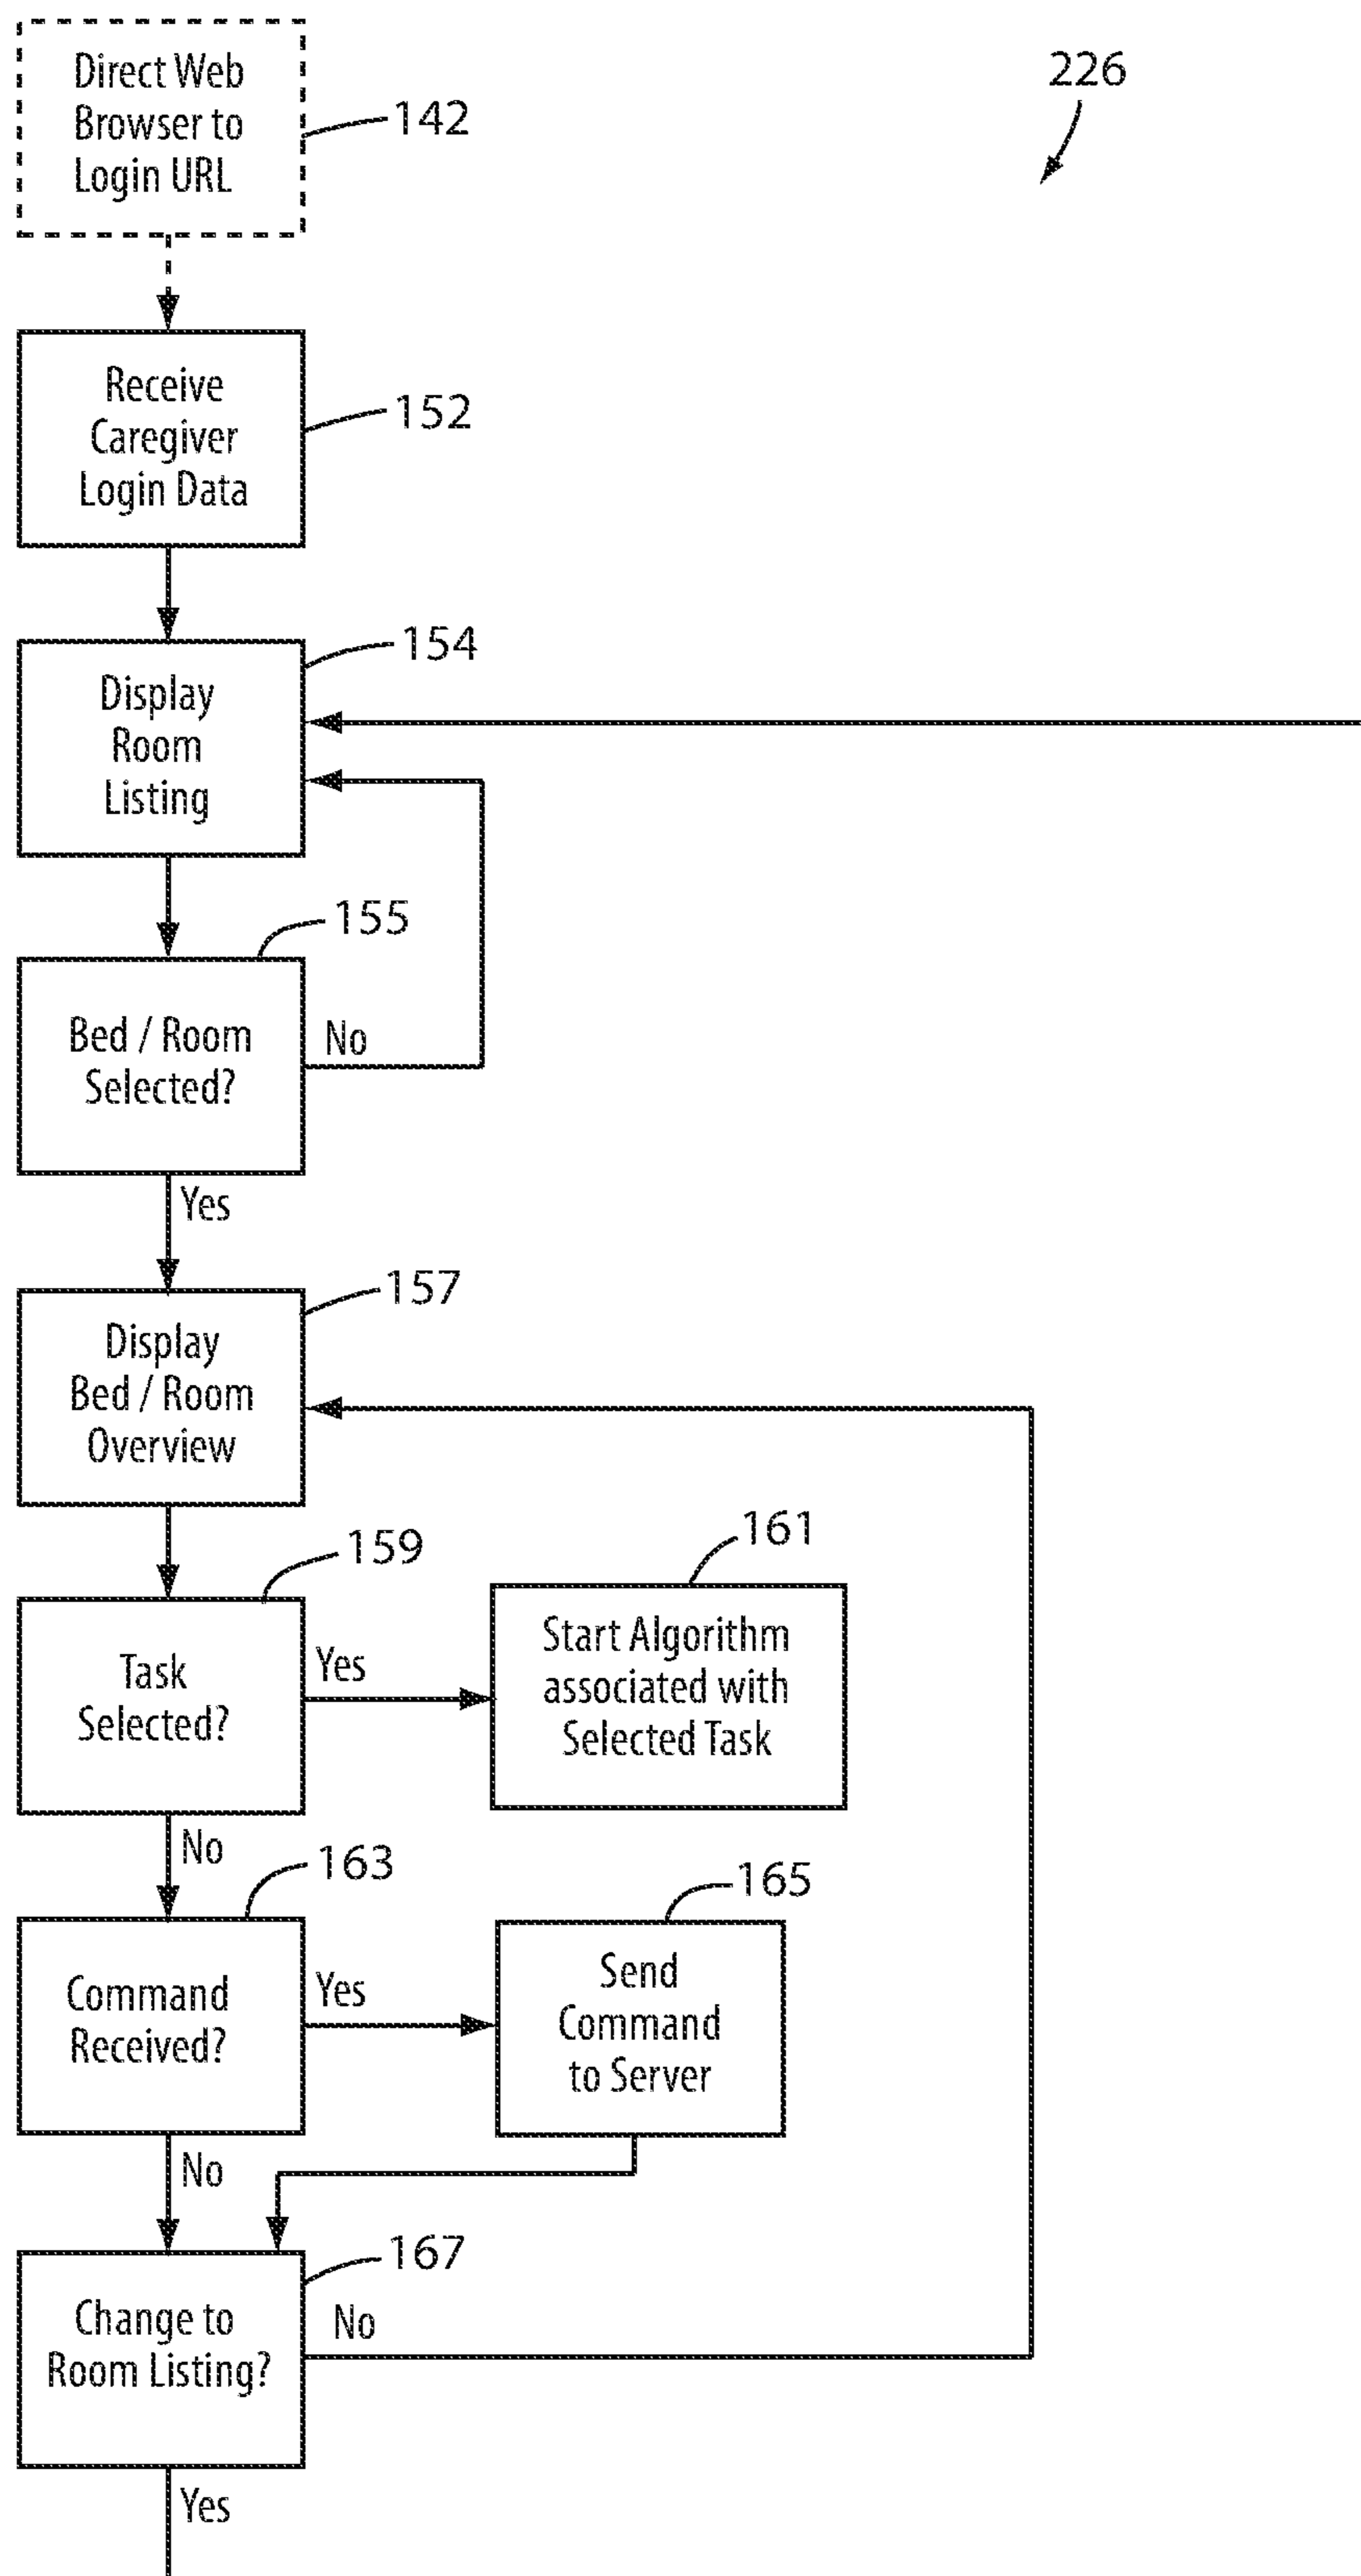 Direct Web
Browser to
Login URL
142
226
Receive
Caregiver
Login Data
152
154
Display
Room
Listing
155
Bed / Room
Selected?
No
Yes
157
Display
Bed / Room
Overview
159
161
Task
Selected?
Yes
Start Algorithm
associated with
Selected Task
No
163
165
Command
Received?
Yes
Send
Command
to Server
No
167
Change to
Room Listing?
No
Yes